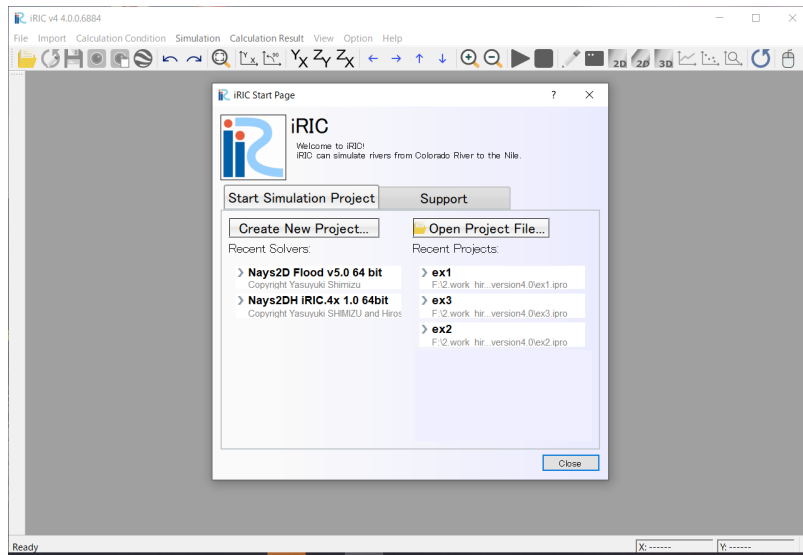 iRIC v4 4.0.0.6884
File Import Calculation Condition Simulation Calculation Result View Option Help
2D 2D 3D
iRIC Start Page ? ×
iRIC
Welcome to iRIC!
iRIC can simulate rivers from Colorado River to the Nile.
Start Simulation Project Support
Create New Project... Open Project File...
Recent Solvers: Recent Projects:
Nays2D Flood v5.0 64 bit
Copyright Yasuyuki Shimizu
Nays2DH iRIC.4x 1.0 64bit
Copyright Yasuyuki SHIMIZU and Hiros
ex1
F:\2.work_hir...version4.0\ex1.ipro
ex3
F:\2.work_hir...version4.0\ex3.ipro
ex2
F:\2.work_hir...version4.0\ex2.ipro
Close
Ready X: ------ Y: ------